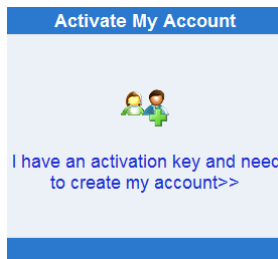 Activate My Account
I have an activation key and need
to create my account>>